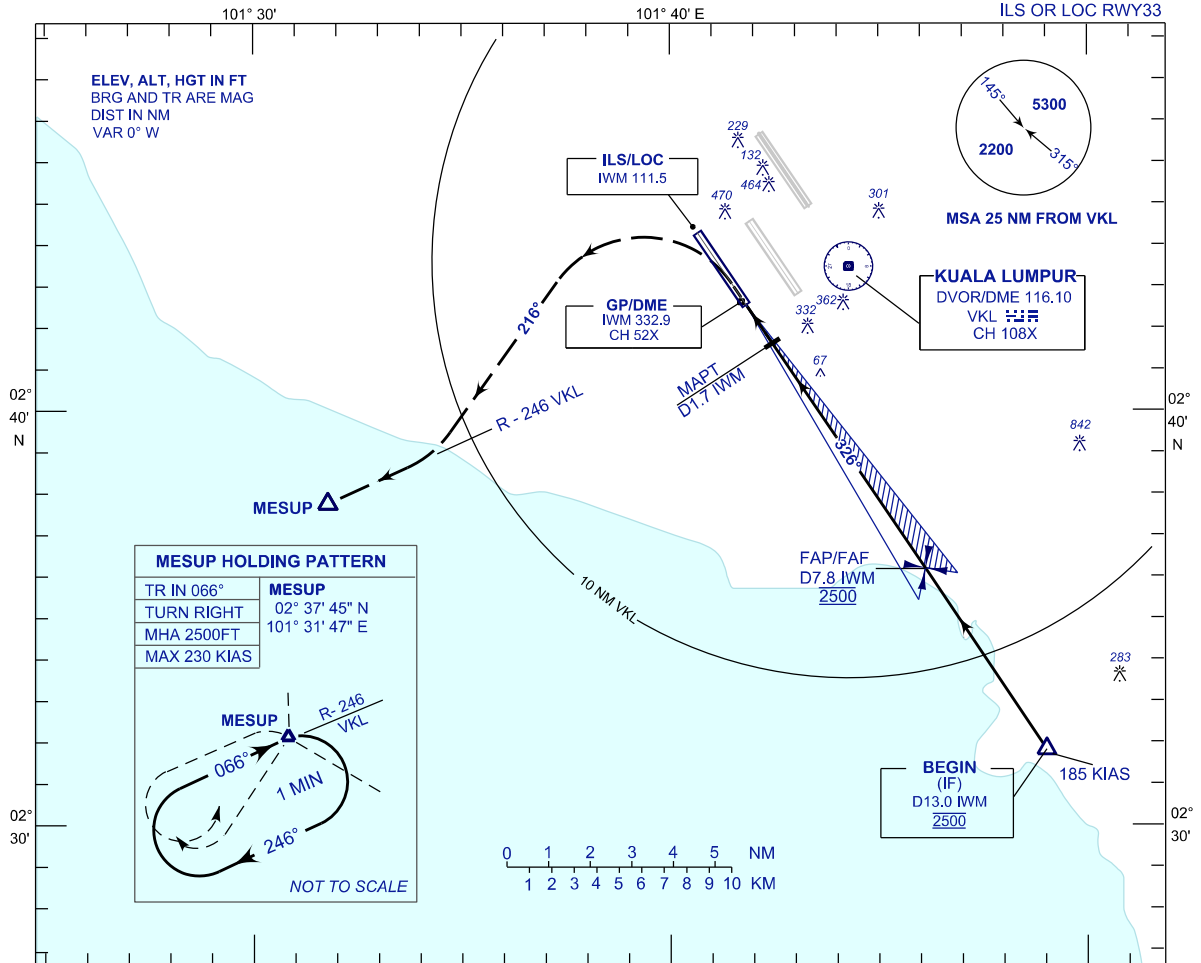 101° 30'
101° 40' E
ILS OR LOC RWY33
ELEV, ALT, HGT IN FT
BRG AND TR ARE MAG
DIST IN NM
VAR 0° W
145°
5300
2200
315°
MSA 25 NM FROM VKL
229
132
464
470
301
ILS/LOC
IWM 111.5
GP/DME
IWM 332.9
CH 52X
KUALA LUMPUR
DVOR/DME 116.10
VKL
CH 108X
362
332
67
216°
MAPT
D1.7 IWM
R - 246 VKL
02°
40'
N
02°
40'
N
842
326°
MESUP
FAP/FAF
D7.8 IWM
2500
10 NM VKL
MESUP HOLDING PATTERN
TR IN 066°
TURN RIGHT
MHA 2500FT
MAX 230 KIAS
MESUP
02° 37' 45" N
101° 31' 47" E
283
MESUP
R- 246
VKL
066°
1 MIN
246°
NOT TO SCALE
BEGIN
(IF)
D13.0 IWM
2500
185 KIAS
02°
30'
02°
30'
0 1 2 3 4 5 NM
1 2 3 4 5 6 7 8 9 10 KM